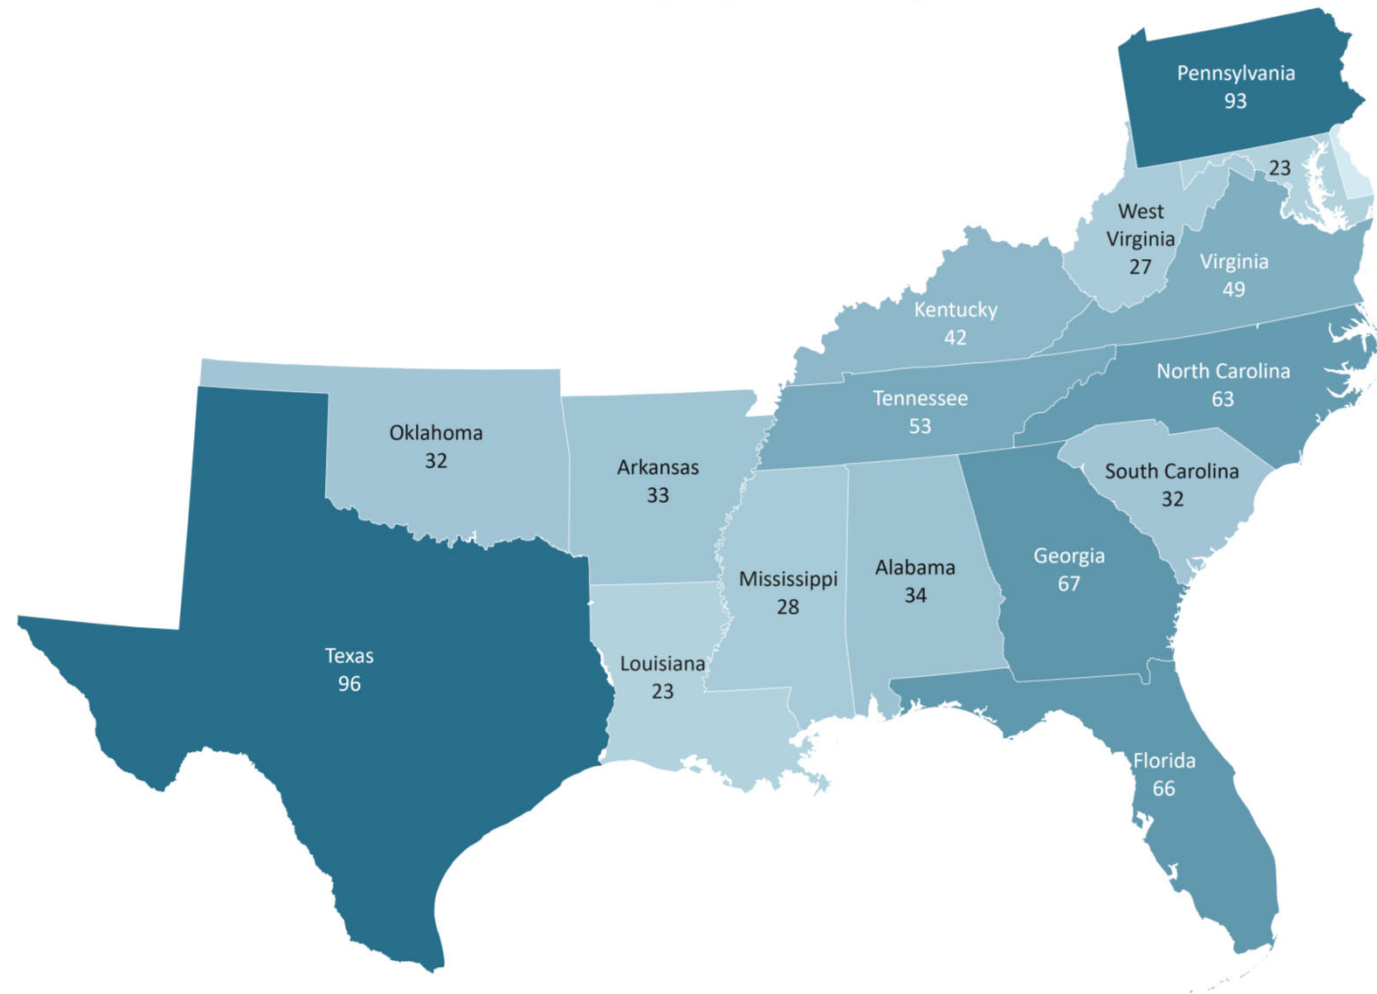 Pennsylvania
93
23
West
Virginia
27
Virginia
49
Kentucky
42
North Carolina
63
Tennessee
53
Oklahoma
32
Arkansas
33
South Carolina
32
Georgia
67
Mississippi
28
Alabama
34
Texas
96
Louisiana
23
Florida
66